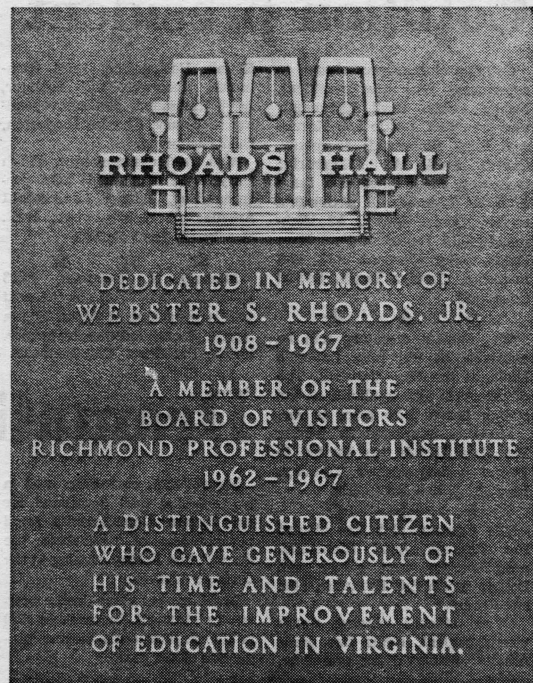 RHOADS HALL
DEDICATED IN MEMORY OF
WEBSTER S. RHOADS, JR.
1908 – 1967
A MEMBER OF THE
BOARD OF VISITORS
RICHMOND PROFESSIONAL INSTITUTE
1962 – 1967
A DISTINGUISHED CITIZEN
WHO GAVE GENEROUSLY OF
HIS TIME AND TALENTS
FOR THE IMPROVEMENT
OF EDUCATION IN VIRGINIA.